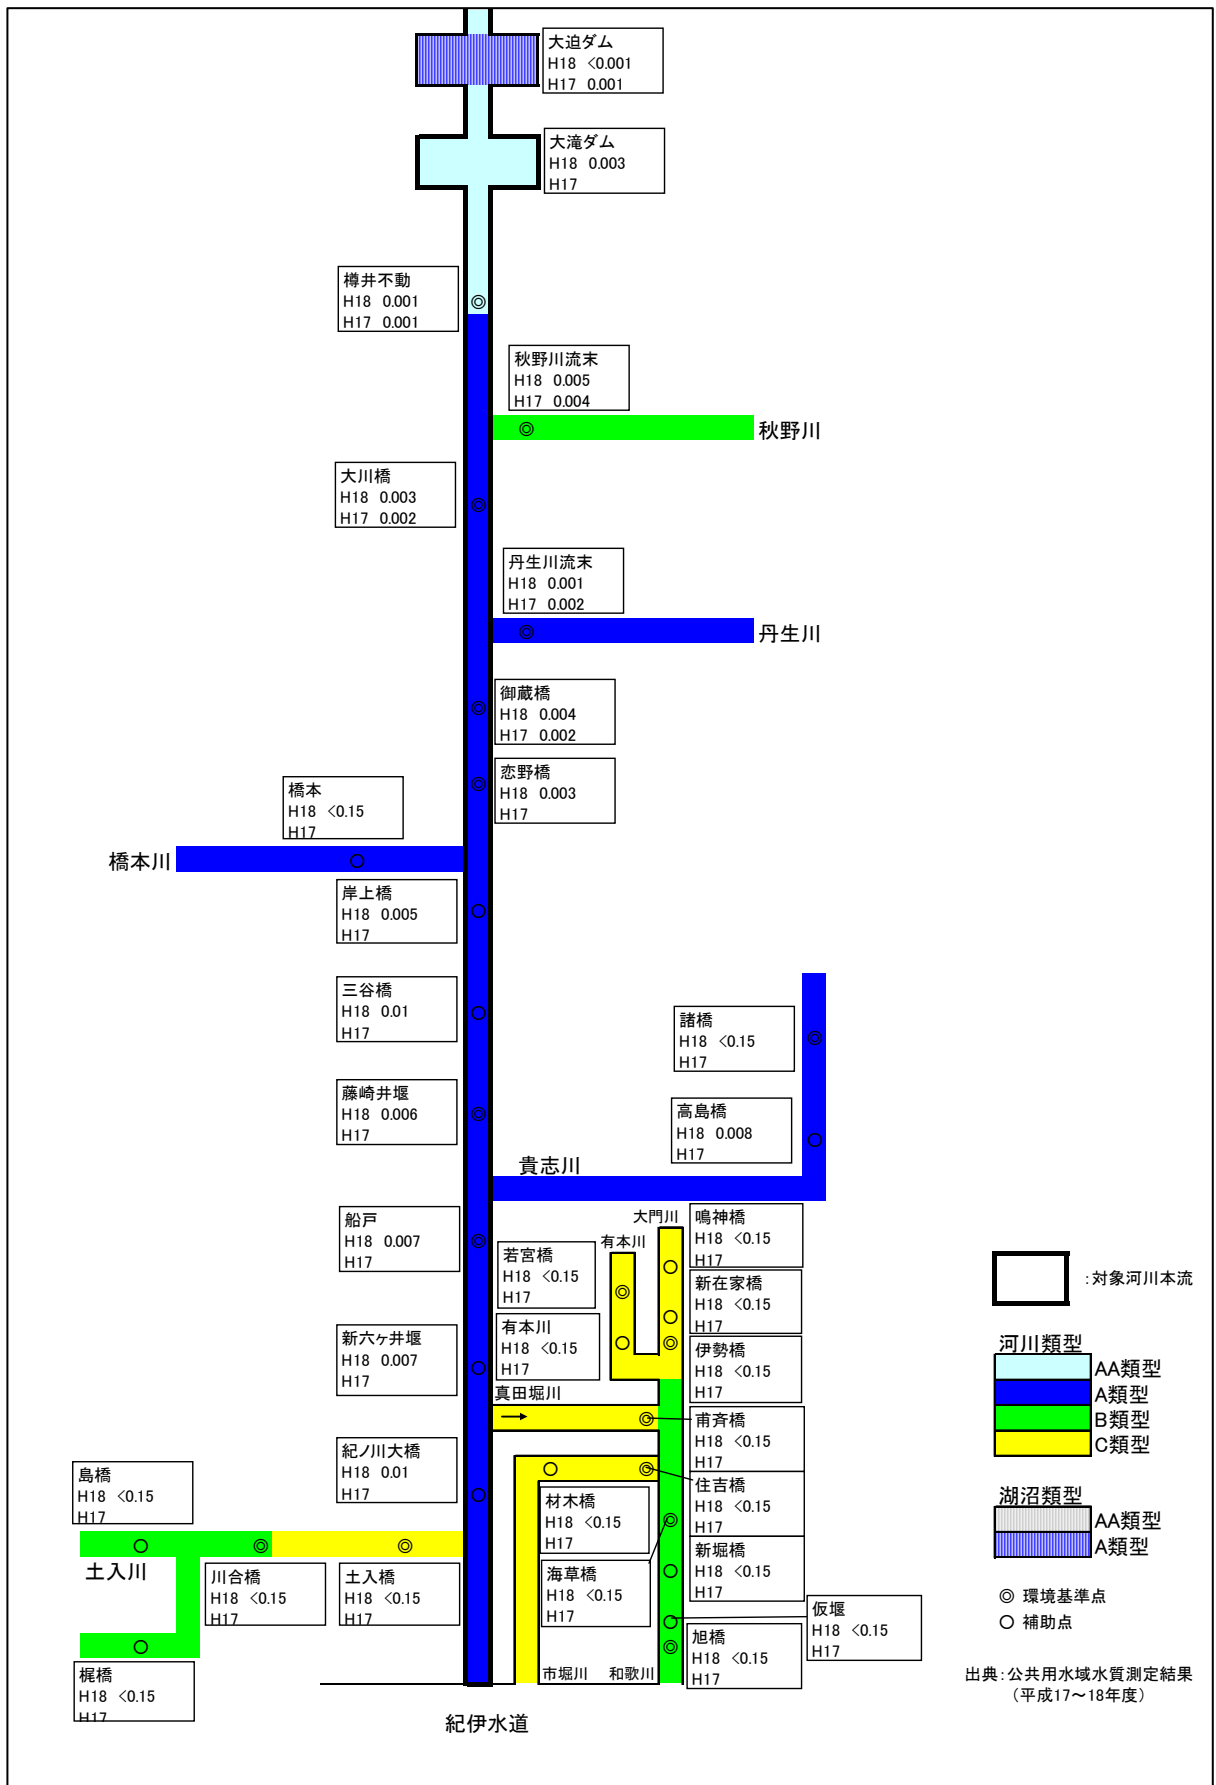 大迫ダム
H18 <0.001
H17 0.001
大滝ダム
H18 0.003
H17
樽井不動
H18 0.001
H17 0.001
秋野川流末
H18 0.005
H17 0.004
秋野川
大川橋
H18 0.003
H17 0.002
丹生川流末
H18 0.001
H17 0.002
丹生川
御蔵橋
H18 0.004
H17 0.002
恋野橋
H18 0.003
H17
橋本
H18 <0.15
H17
橋本川
岸上橋
H18 0.005
H17
三谷橋
H18 0.01
H17
諸橋
H18 <0.15
H17
藤崎井堰
H18 0.006
H17
高島橋
H18 0.008
H17
貴志川
船戸
H18 0.007
H17
大門川
有本川
鳴神橋
H18 <0.15
H17
若宮橋
H18 <0.15
H17
新在家橋
H18 <0.15
H17
有本川
H18 <0.15
H17
伊勢橋
H18 <0.15
H17
新六ヶ井堰
H18 0.007
H17
真田堀川
甫斉橋
H18 <0.15
H17
紀ノ川大橋
H18 0.01
H17
島橋
H18 <0.15
H17
住吉橋
H18 <0.15
H17
材木橋
H18 <0.15
H17
新堀橋
H18 <0.15
H17
海草橋
H18 <0.15
H17
土入川
川合橋
H18 <0.15
H17
土入橋
H18 <0.15
H17
仮堰
H18 <0.15
H17
旭橋
H18 <0.15
H17
梶橋
H18 <0.15
H17
市堀川
和歌川
紀伊水道
:対象河川本流
河川類型
AA類型
A類型
B類型
C類型
湖沼類型
AA類型
A類型
◎ 環境基準点
○ 補助点
出典:公共用水域水質測定結果
(平成17~18年度)